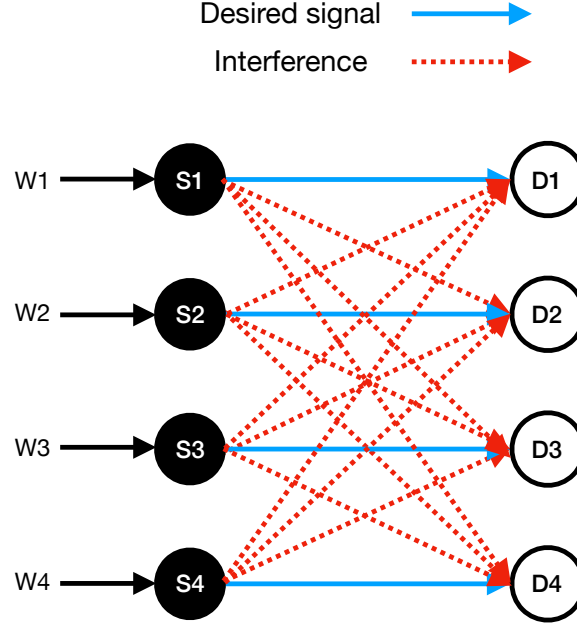 Desired signal
Interference
W1 S1 D1
W2 S2 D2
W3 S3 D3
W4 S4 D4